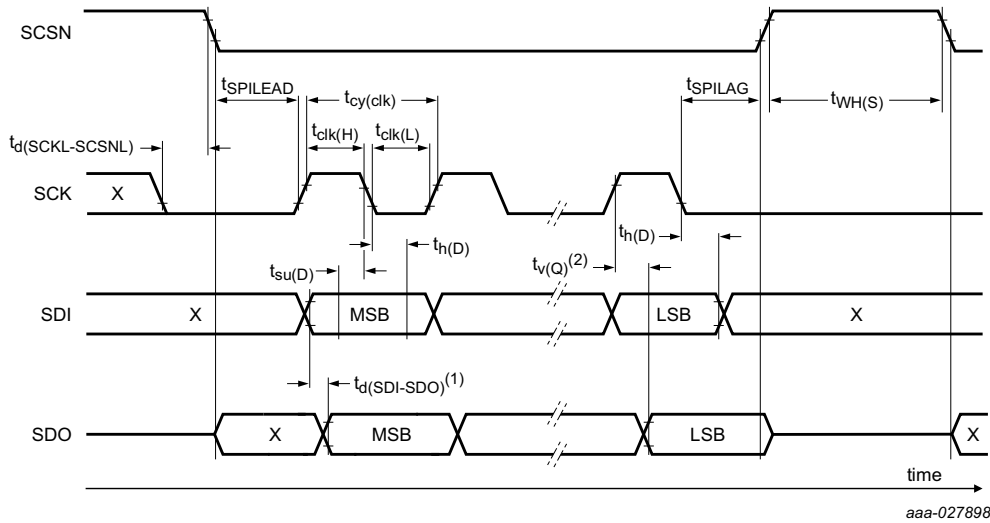 SCSN
tSPILEAD
tcy(clk)
tSPILAG
tWH(S)
tclk(H)
tclk(L)
td(SCKL-SCSNL)
SCK
X
th(D)
th(D)
tsu(D)
tv(Q)(2)
SDI
X
MSB
LSB
X
td(SDI-SDO)(1)
SDO
X
MSB
LSB
X
time
aaa-027898